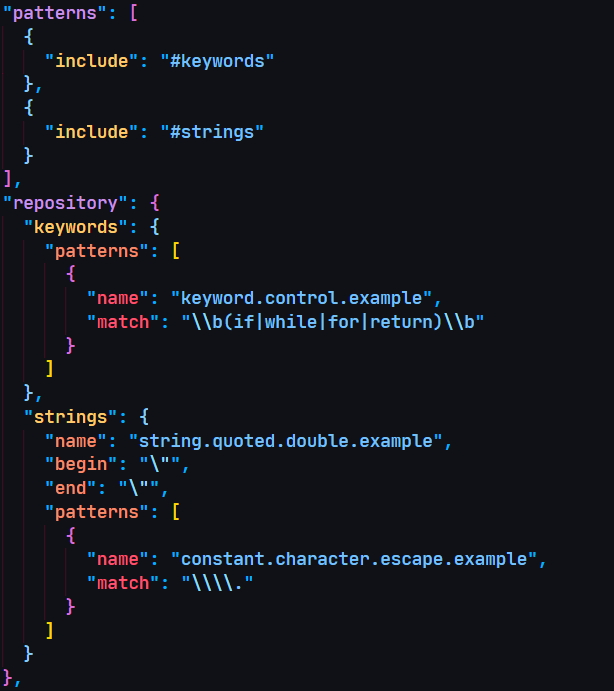 "patterns": [
  {
    "include": "#keywords"
  },
  {
    "include": "#strings"
  }
],
"repository": {
  "keywords": {
    "patterns": [
      {
        "name": "keyword.control.example",
        "match": "\\b(if|while|for|return)\\b"
      }
    ]
  },
  "strings": {
    "name": "string.quoted.double.example",
    "begin": "\"",
    "end": "\"",
    "patterns": [
      {
        "name": "constant.character.escape.example",
        "match": "\\\\."
      }
    ]
  }
},